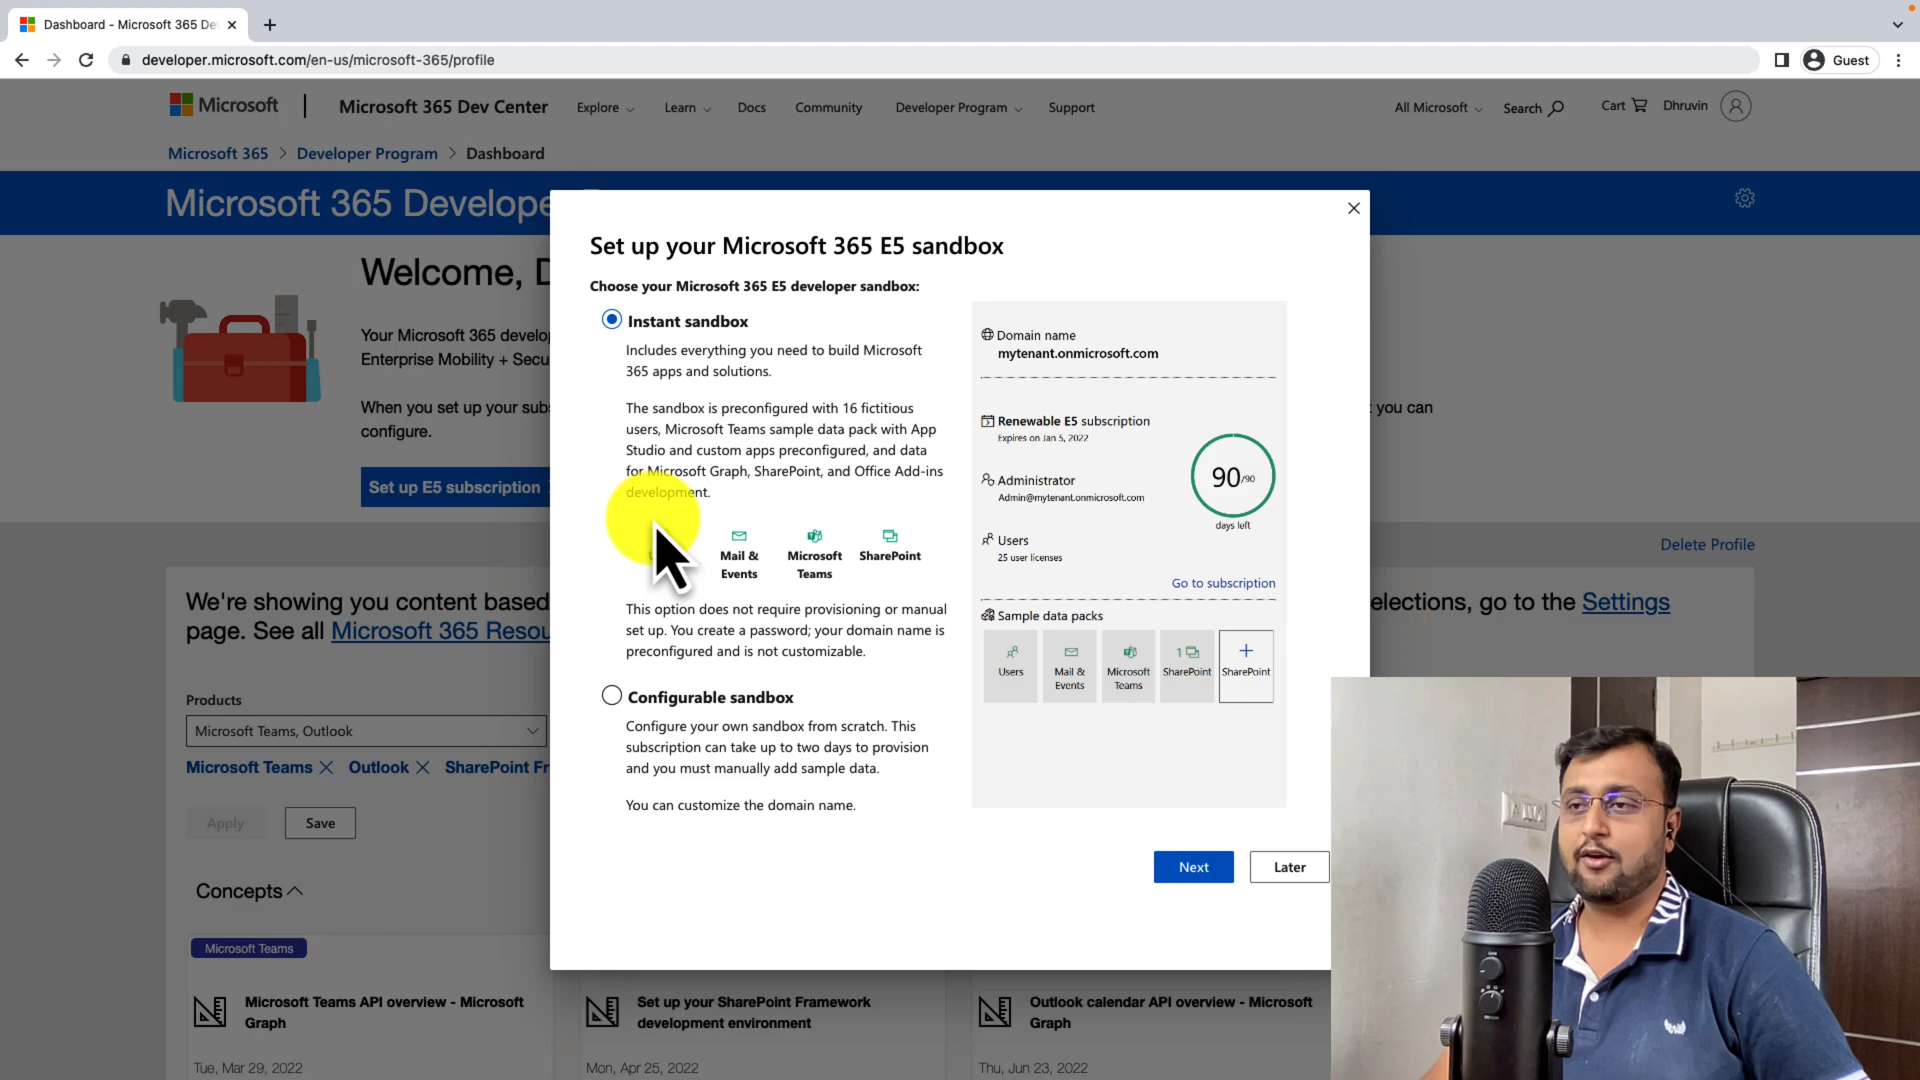 Dashboard - Microsoft 365 De
developer.microsoft.com/en-us/microsoft-365/profile
Guest
Microsoft
Microsoft 365 Dev Center
Explore
Learn
Docs
Community
Developer Program
Support
All Microsoft
Search
Cart
Dhruvin
Microsoft 365 > Developer Program > Dashboard
Microsoft 365 Develope
Welcome, D
Your Microsoft 365 develop
Enterprise Mobility + Secu
When you set up your subs
t you can
configure.
Set up E5 subscription
Delete Profile
We're showing you content based
elections, go to the Settings
page. See all Microsoft 365 Resou
Products
Microsoft Teams, Outlook
Microsoft Teams
Outlook
SharePoint Fr
Apply
Save
Concepts
Microsoft Teams
Microsoft Teams API overview - Microsoft
Graph
Tue, Mar 29, 2022
Set up your SharePoint Framework
development environment
Mon, Apr 25, 2022
Outlook calendar API overview - Microsoft
Graph
Thu, Jun 23, 2022
Set up your Microsoft 365 E5 sandbox
Choose your Microsoft 365 E5 developer sandbox:
Instant sandbox
Includes everything you need to build Microsoft
365 apps and solutions.
The sandbox is preconfigured with 16 fictitious
users, Microsoft Teams sample data pack with App
Studio and custom apps preconfigured, and data
for Microsoft Graph, SharePoint, and Office Add-ins
development.
Mail &
Events
Microsoft
Teams
SharePoint
This option does not require provisioning or manual
set up. You create a password; your domain name is
preconfigured and is not customizable.
Configurable sandbox
Configure your own sandbox from scratch. This
subscription can take up to two days to provision
and you must manually add sample data.
You can customize the domain name.
Domain name
mytenant.onmicrosoft.com
Renewable E5 subscription
Expires on Jan 5, 2022
Administrator
Admin@mytenant.onmicrosoft.com
90/90
days left
Users
25 user licenses
Go to subscription
Sample data packs
Users
Mail &
Events
Microsoft
Teams
1
SharePoint
SharePoint
Next
Later